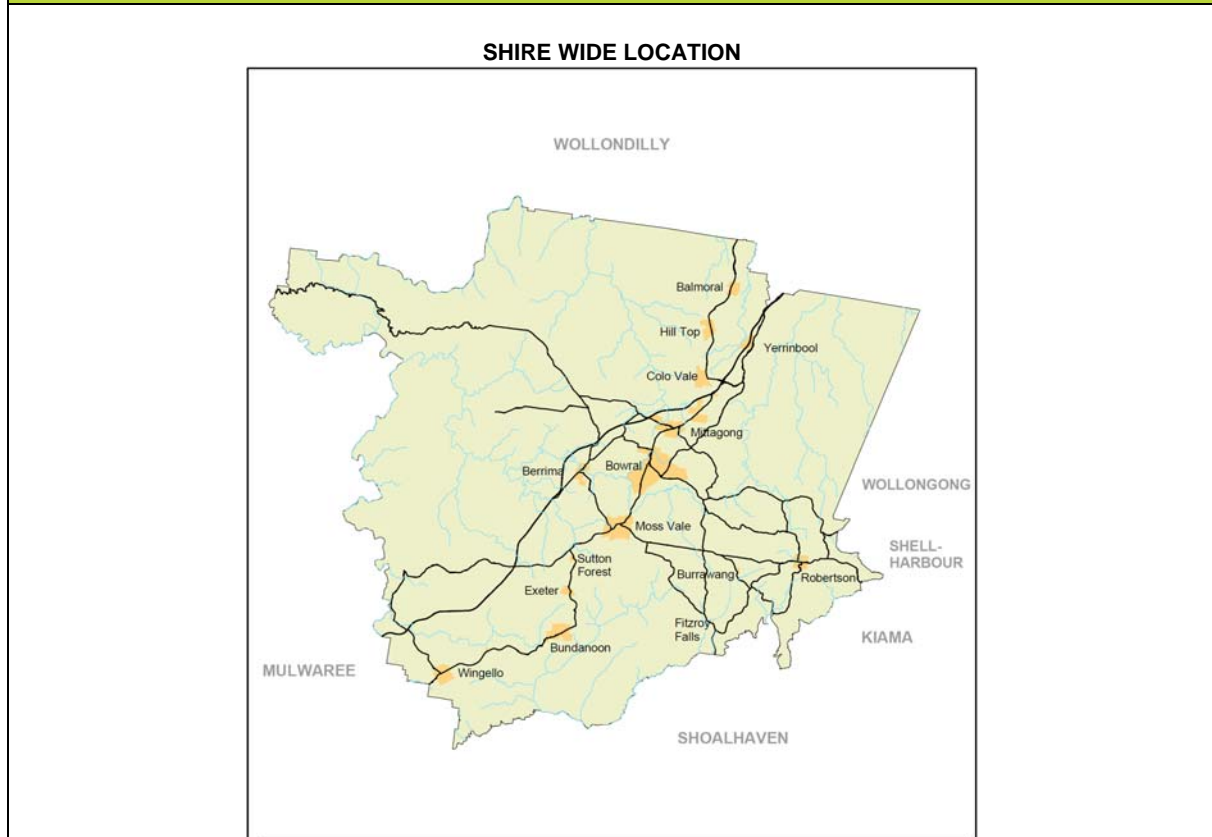 SHIRE WIDE LOCATION
WOLLONDILLY
Balmoral
Hill Top
Yerrinbool
Colo Vale
Mittagong
Berrima
Bowral
WOLLONGONG
Moss Vale
SHELL-
HARBOUR
Sutton
Forest
Burrawang
Robertson
Exeter
Fitzroy
Falls
KIAMA
Bundanoon
MULWAREE
Wingello
SHOALHAVEN